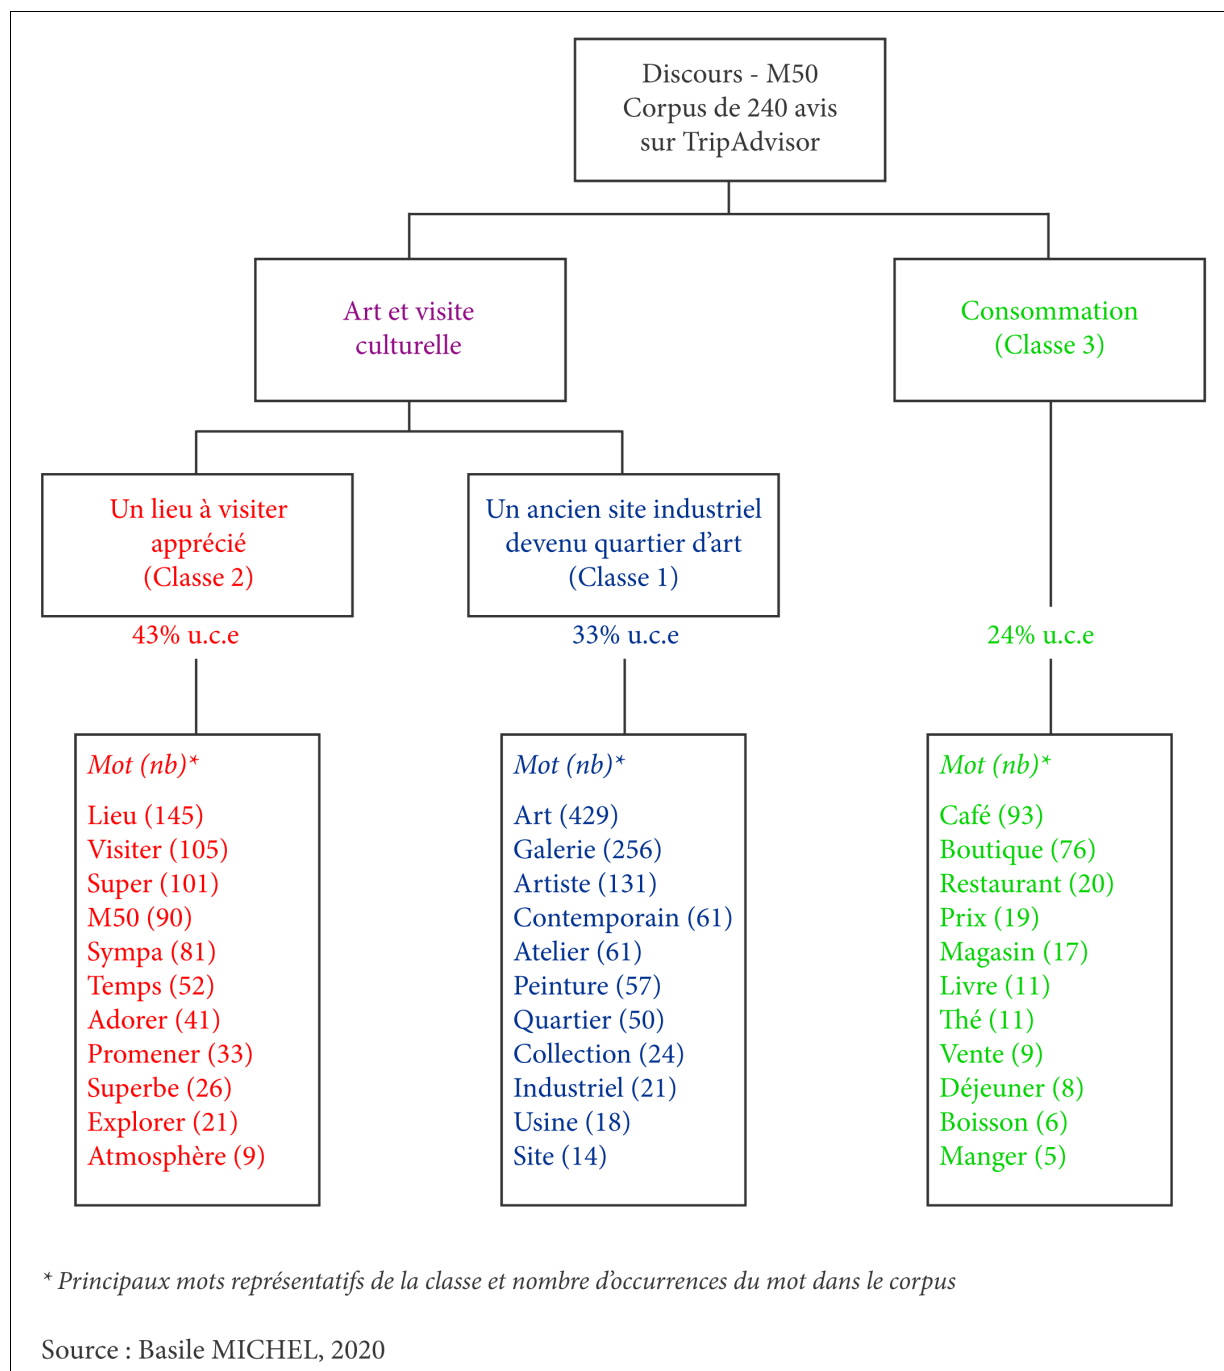 Discours - M50
Corpus de 240 avis
sur TripAdvisor
Art et visite
culturelle
Consommation
(Classe 3)
Un lieu à visiter
apprécié
(Classe 2)
Un ancien site industriel
devenu quartier d’art
(Classe 1)
43% u.c.e
33% u.c.e
24% u.c.e
Mot (nb)*
Lieu (145)
Visiter (105)
Super (101)
M50 (90)
Sympa (81)
Temps (52)
Adorer (41)
Promener (33)
Superbe (26)
Explorer (21)
Atmosphère (9)
Mot (nb)*
Art (429)
Galerie (256)
Artiste (131)
Contemporain (61)
Atelier (61)
Peinture (57)
Quartier (50)
Collection (24)
Industriel (21)
Usine (18)
Site (14)
Mot (nb)*
Café (93)
Boutique (76)
Restaurant (20)
Prix (19)
Magasin (17)
Livre (11)
Thé (11)
Vente (9)
Déjeuner (8)
Boisson (6)
Manger (5)
* Principaux mots représentatifs de la classe et nombre d’occurrences du mot dans le corpus
Source : Basile MICHEL, 2020